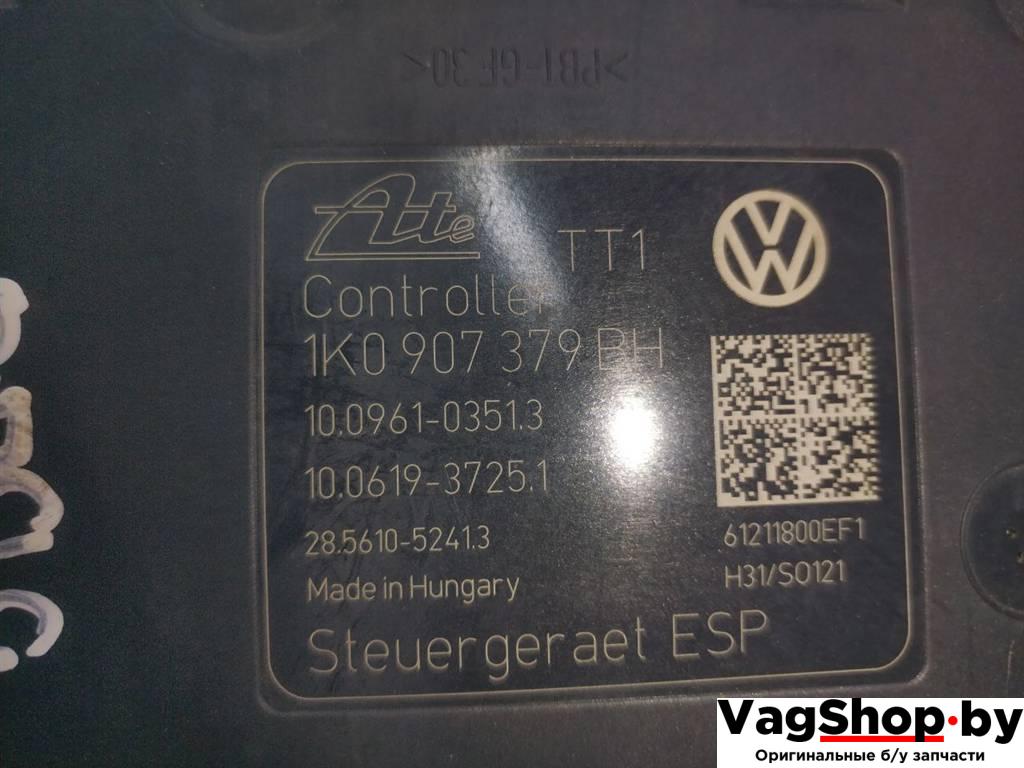 >PBT-GF30<
Ate
TT1
Controller
1K0 907 379 BH
10.0961-0351.3
10.0619-3725.1
28.5610-5241.3
Made in Hungary
61211800EF1
H31/SO121
Steuergeraet ESP
VagShop.by
Оригинальные б/у запчасти